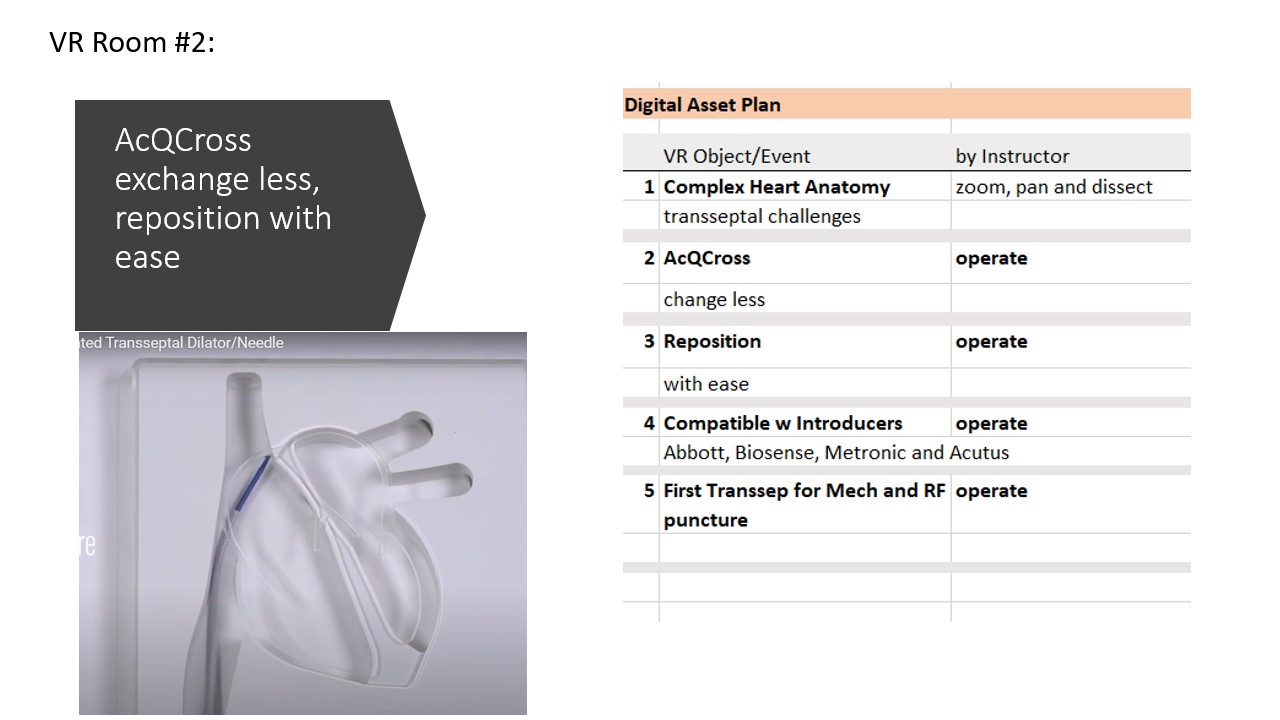 VR Room #2:
AcQCross
exchange less,
reposition with
ease
ted Transseptal Dilator/Needle
re
Digital Asset Plan
VR Object/Event by Instructor
1 Complex Heart Anatomy zoom, pan and dissect
transseptal challenges
2 AcQCross operate
change less
3 Reposition operate
with ease
4 Compatible w Introducers operate
Abbott, Biosense, Metronic and Acutus
5 First Transsep for Mech and RF operate
puncture